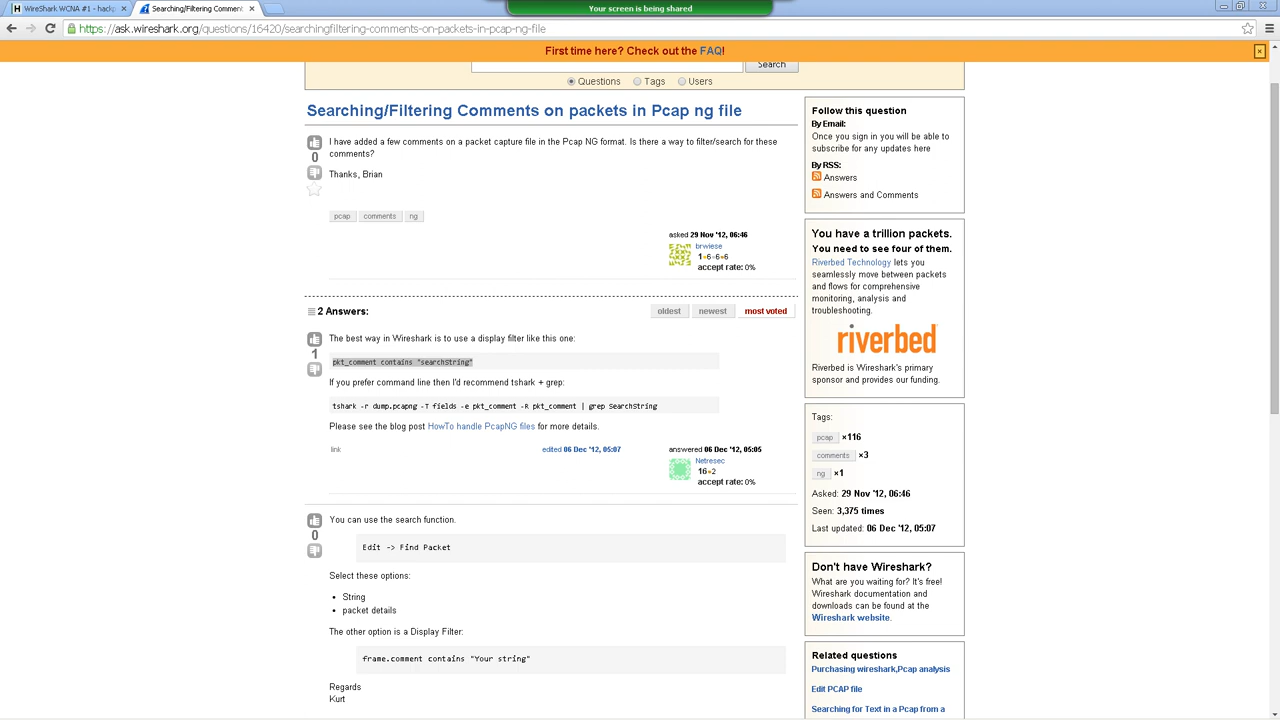 WireShark WCNA #1 - hackp
Searching/Filtering Comment
Your screen is being shared
https://ask.wireshark.org/questions/16420/searchingfiltering-comments-on-packets-in-pcap-ng-file
First time here? Check out the FAQ!
Search
Questions Tags Users
Searching/Filtering Comments on packets in Pcap ng file
I have added a few comments on a packet capture file in the Pcap NG format. Is there a way to filter/search for these
comments?
0
Thanks, Brian
pcap comments ng
asked 29 Nov '12, 06:46
brwiese
1●6●6●6
accept rate: 0%
2 Answers:
oldest newest most voted
The best way in Wireshark is to use a display filter like this one:
1
pkt_comment contains "searchString"
If you prefer command line then I'd recommend tshark + grep:
tshark -r dump.pcapng -T fields -e pkt_comment -R pkt_comment | grep SearchString
Please see the blog post HowTo handle PcapNG files for more details.
link
edited 06 Dec '12, 05:07
answered 06 Dec '12, 05:05
Netresec
16●2
accept rate: 0%
You can use the search function.
0
Edit -> Find Packet
Select these options:
• String
• packet details
The other option is a Display Filter:
frame.comment contains "Your string"
Regards
Kurt
Follow this question
By Email:
Once you sign in you will be able to
subscribe for any updates here
By RSS:
Answers
Answers and Comments
You have a trillion packets.
You need to see four of them.
Riverbed Technology lets you
seamlessly move between packets
and flows for comprehensive
monitoring, analysis and
troubleshooting.
riverbed
Riverbed is Wireshark's primary
sponsor and provides our funding.
Tags:
pcap ×116
comments ×3
ng ×1
Asked: 29 Nov '12, 06:46
Seen: 3,375 times
Last updated: 06 Dec '12, 05:07
Don't have Wireshark?
What are you waiting for? It's free!
Wireshark documentation and
downloads can be found at the
Wireshark website.
Related questions
Purchasing wireshark,Pcap analysis
Edit PCAP file
Searching for Text in a Pcap from a